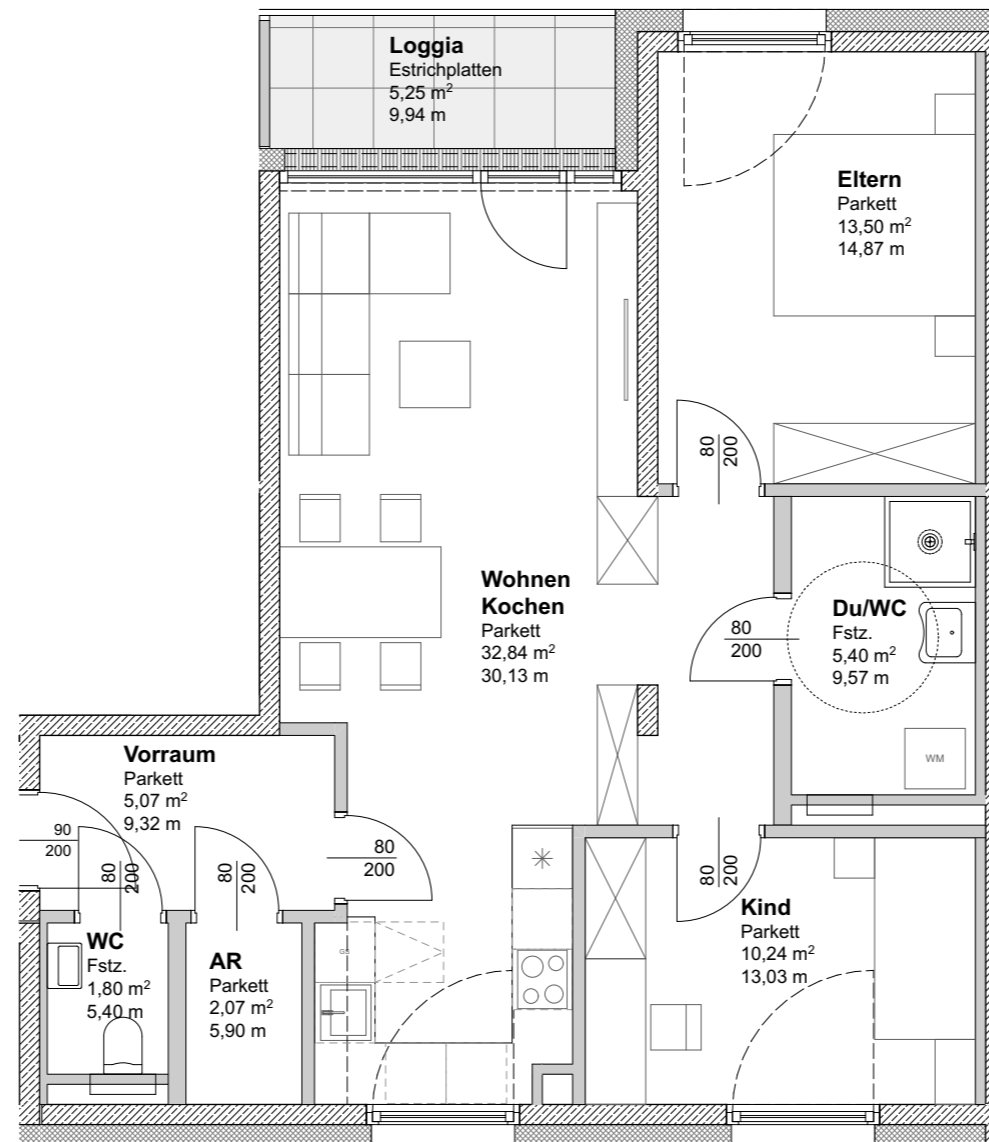 Loggia
Estrichplatten
5,25 m²
9,94 m
Eltern
Parkett
13,50 m²
14,87 m
80
200
Wohnen
Kochen
Parkett
32,84 m²
30,13 m
80
200
Du/WC
Fstz.
5,40 m²
9,57 m
WM
Vorraum
Parkett
5,07 m²
9,32 m
90
200
80
200
80
200
80
200
80
200
WC
Fstz.
1,80 m²
5,40 m
AR
Parkett
2,07 m²
5,90 m
GS
Kind
Parkett
10,24 m²
13,03 m